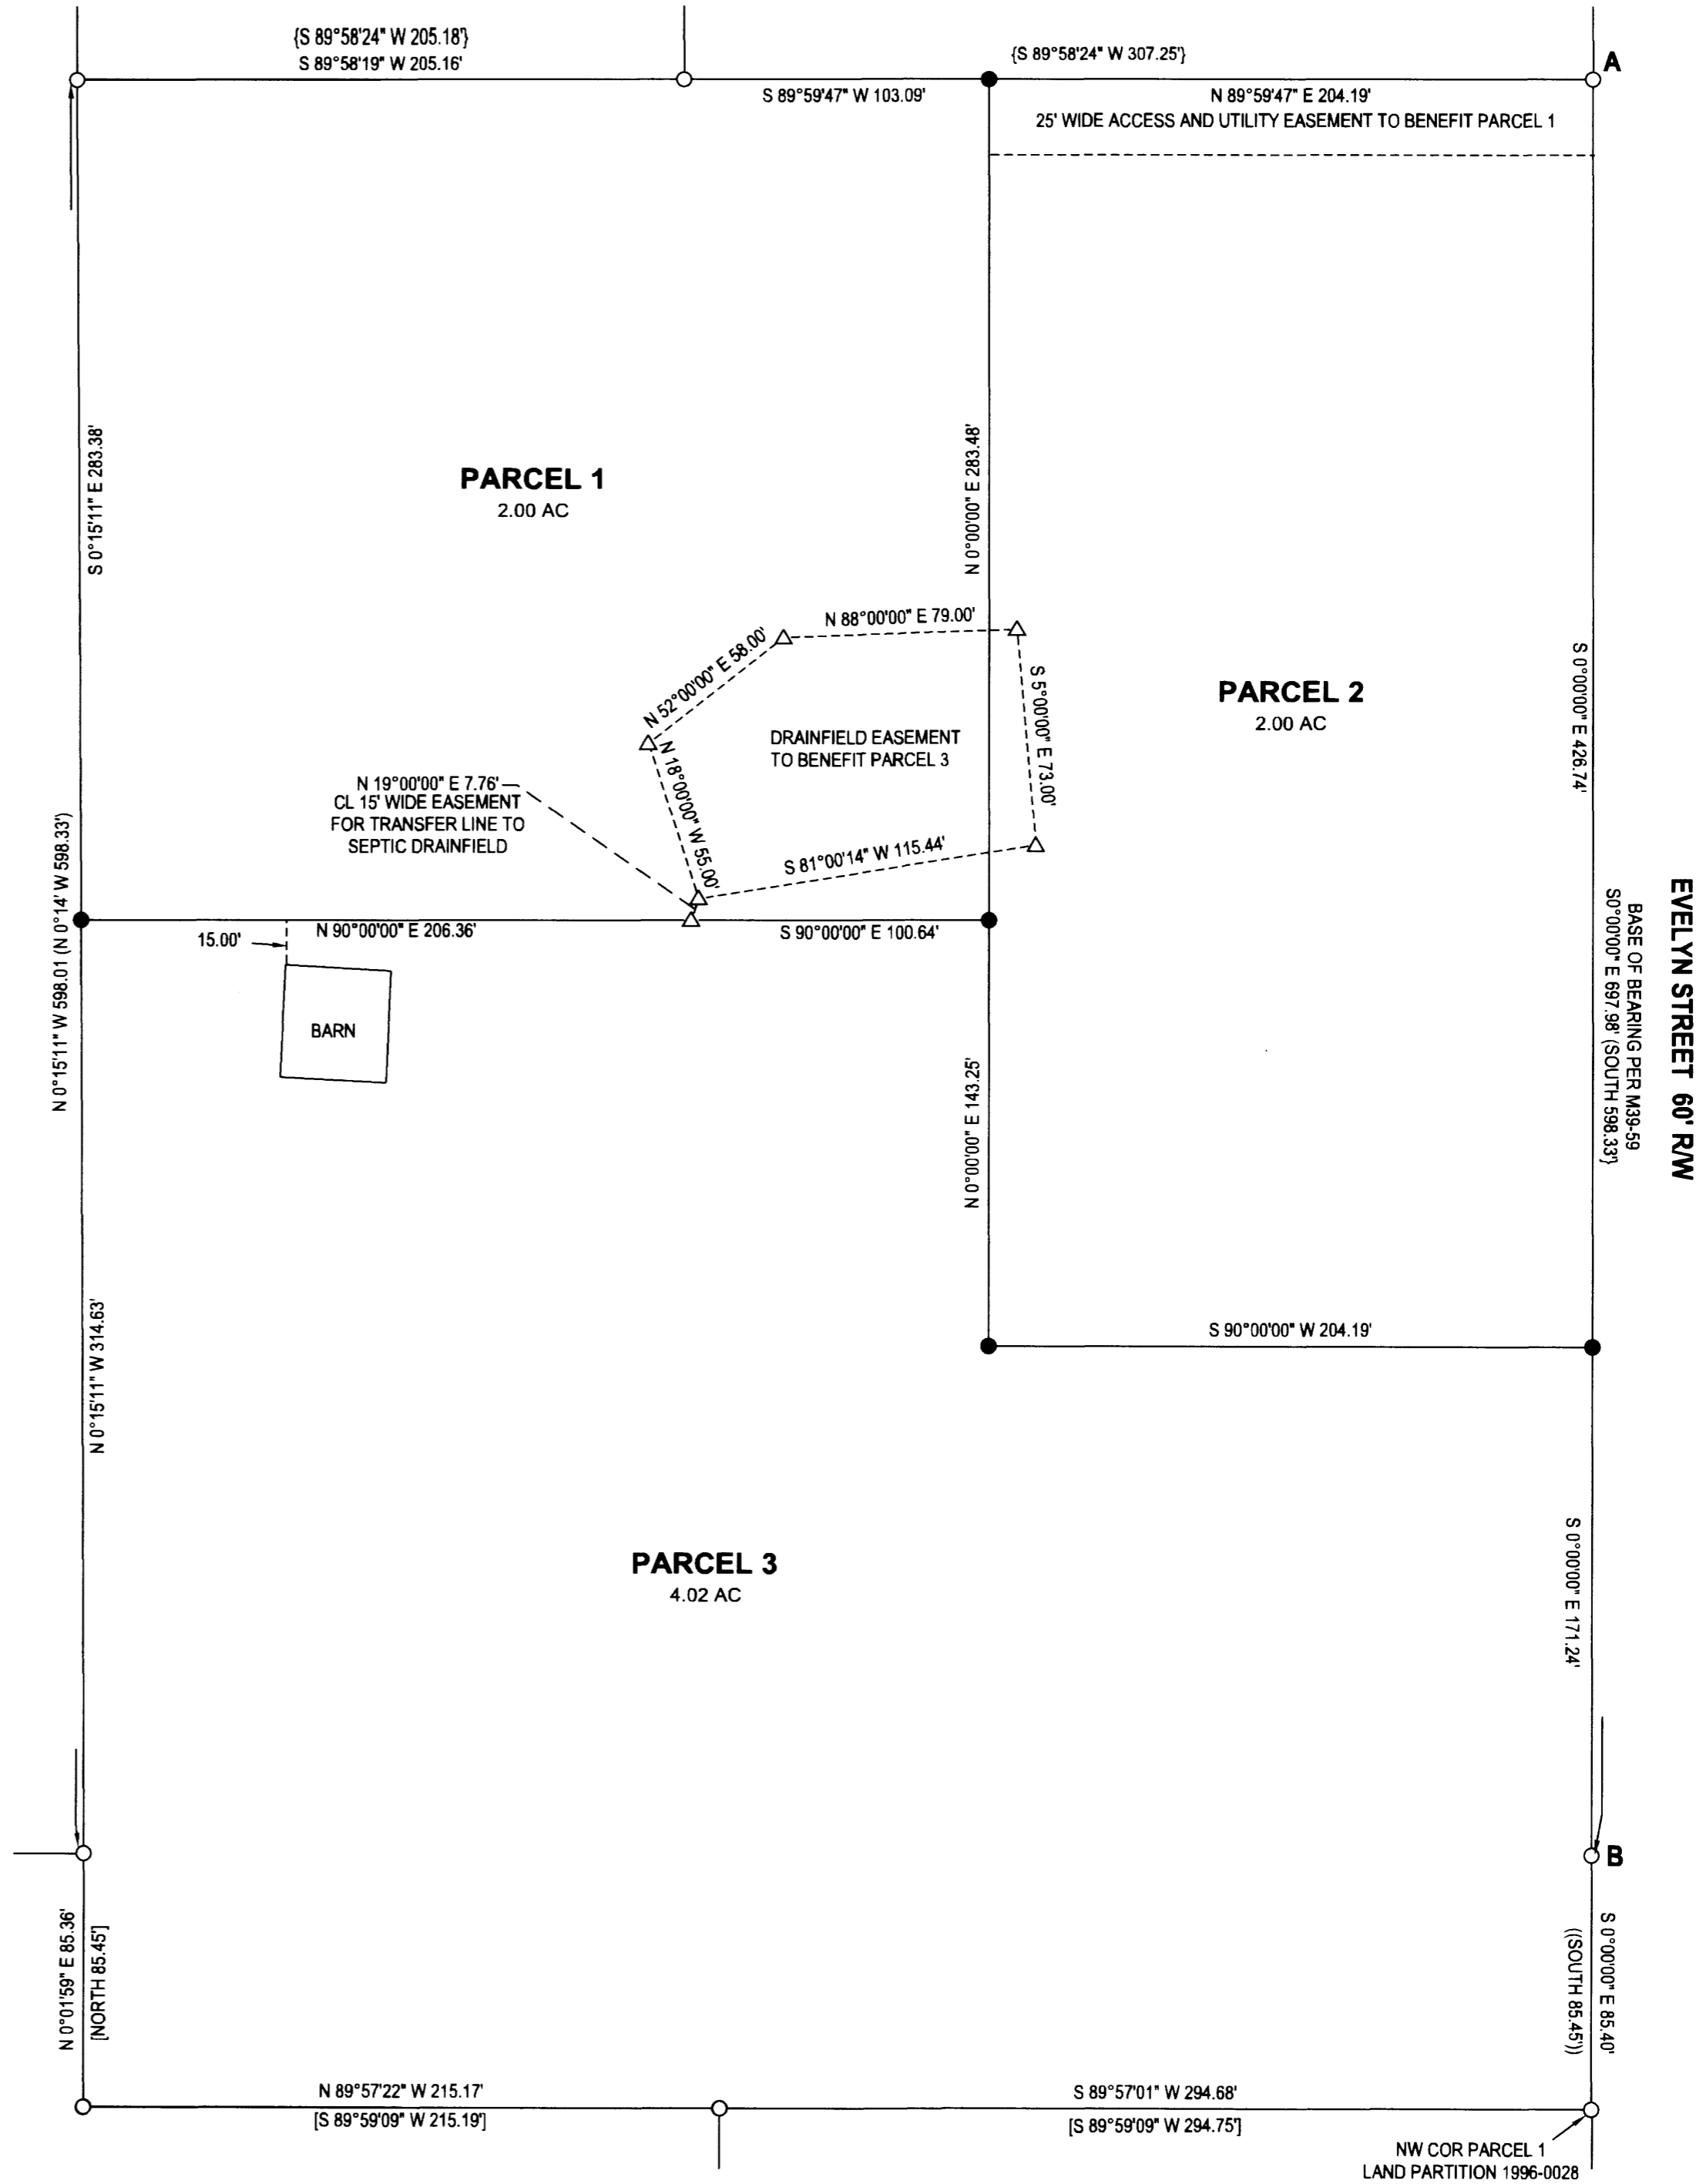 {S 89°58'24" W 205.18'}
S 89°58'19" W 205.16'
{S 89°58'24" W 307.25'}
A
S 89°59'47" W 103.09'
N 89°59'47" E 204.19'
25' WIDE ACCESS AND UTILITY EASEMENT TO BENEFIT PARCEL 1
S 0°15'11" E 283.38'
PARCEL 1
2.00 AC
N 0°00'00" E 283.48'
N 88°00'00" E 79.00'
N 52°00'00" E 58.00'
S 5°00'00" E 73.00'
PARCEL 2
2.00 AC
S 0°00'00" E 426.74'
DRAINFIELD EASEMENT
TO BENEFIT PARCEL 3
N 18°00'00" W 55.00'
N 19°00'00" E 7.76'
CL 15' WIDE EASEMENT
FOR TRANSFER LINE TO
SEPTIC DRAINFIELD
S 81°00'14" W 115.44'
N 0°15'11" W 598.01 (N 0°14' W 598.33')
N 90°00'00" E 206.36'
S 90°00'00" E 100.64'
15.00'
BARN
EVELYN STREET 60' R/W
BASE OF BEARING PER M39-59
S0°00'00" E 697.98' (SOUTH 598.33'}
N 0°00'00" E 143.25'
S 90°00'00" W 204.19'
N 0°15'11" W 314.63'
PARCEL 3
4.02 AC
S 0°00'00" E 171.24'
B
N 0°01'59" E 85.36'
[NORTH 85.45']
S 0°00'00" E 85.40'
((SOUTH 85.45'))
N 89°57'22" W 215.17'
[S 89°59'09" W 215.19']
S 89°57'01" W 294.68'
[S 89°59'09" W 294.75']
NW COR PARCEL 1
LAND PARTITION 1996-0028